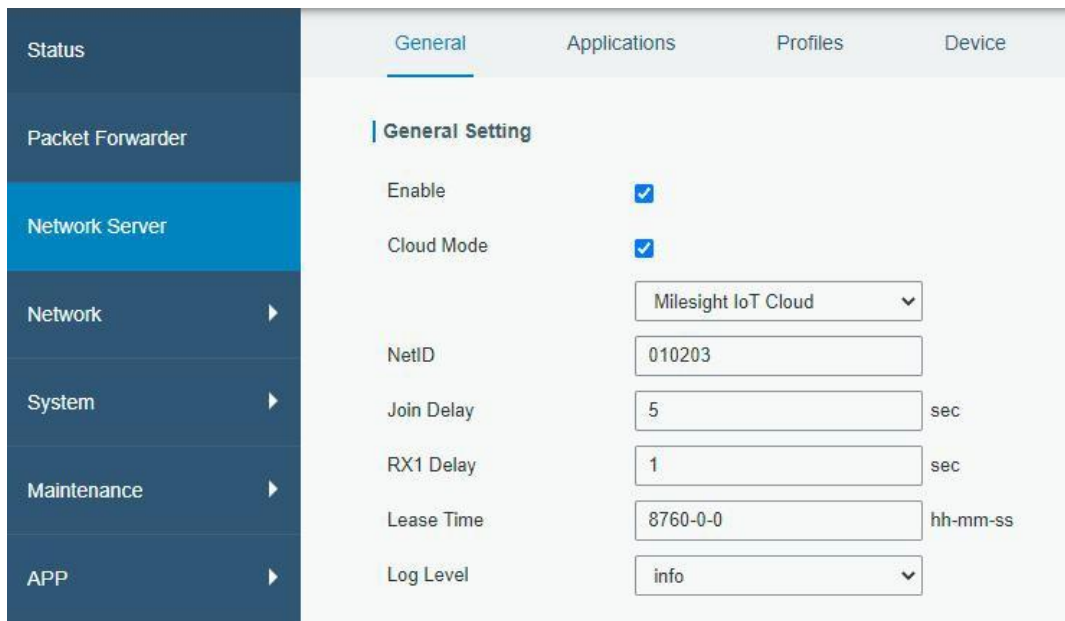 Status
Packet Forwarder
Network Server
Network
System
Maintenance
APP
General Applications Profiles Device
General Setting
Enable
Cloud Mode
Milesight IoT Cloud
NetID 010203
Join Delay 5 sec
RX1 Delay 1 sec
Lease Time 8760-0-0 hh-mm-ss
Log Level info